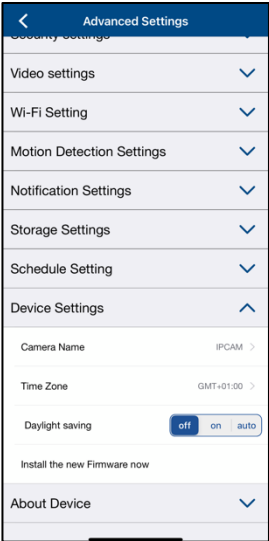 Advanced Settings
Security settings
Video settings
Wi-Fi Setting
Motion Detection Settings
Notification Settings
Storage Settings
Schedule Setting
Device Settings
Camera Name IPCAM
Time Zone GMT+01:00
Daylight saving off on auto
Install the new Firmware now
About Device